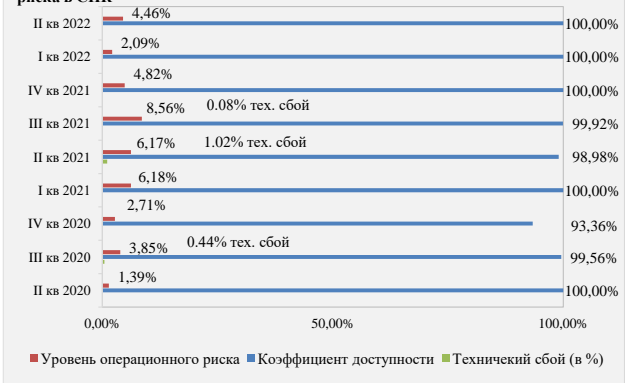 риска в СПК
II кв 2022 4,46% 100,00%
I кв 2022 2,09% 100,00%
IV кв 2021 4,82% 100,00%
III кв 2021 8,56% 0.08% тех. сбой 99,92%
II кв 2021 6,17% 1.02% тех. сбой 98,98%
I кв 2021 6,18% 100,00%
IV кв 2020 2,71% 93,36%
III кв 2020 3,85% 0.44% тех. сбой 99,56%
II кв 2020 1,39% 100,00%
0,00% 50,00% 100,00%
Уровень операционного риска Коэффициент доступности Техничекий сбой (в %)